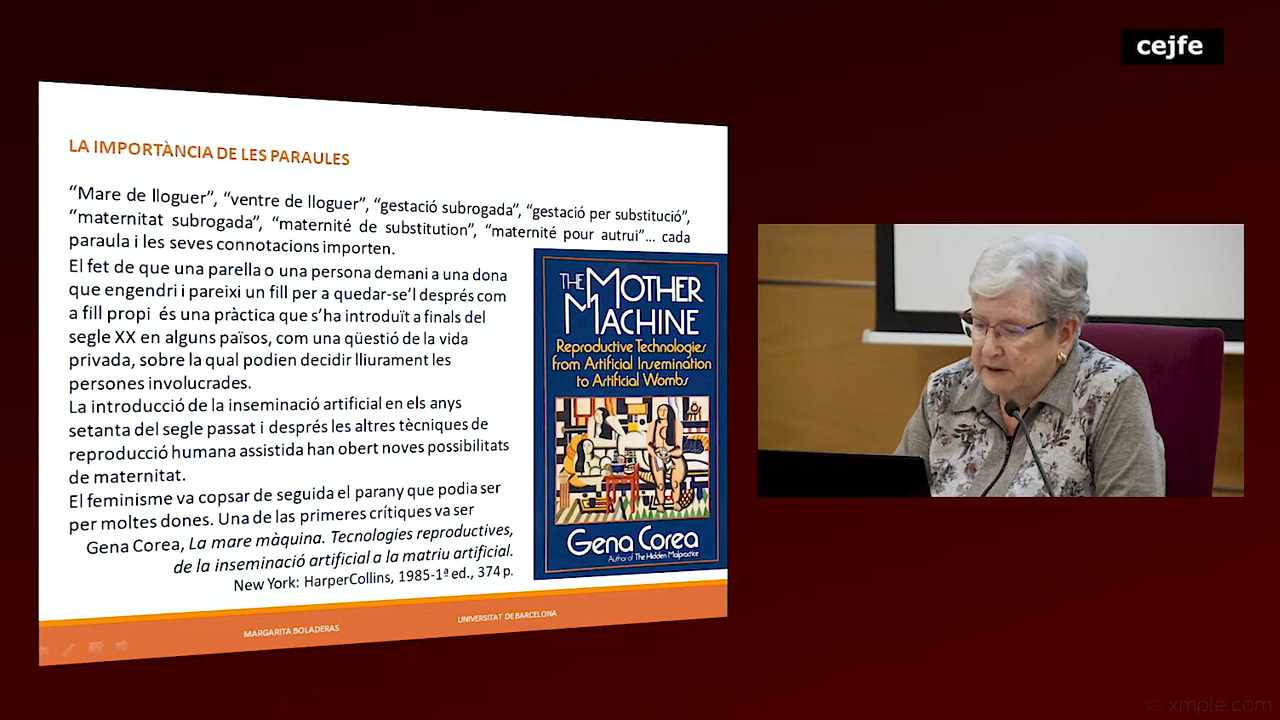 cejfe
LA IMPORTÀNCIA DE LES PARAULES
“Mare de lloguer”, “ventre de lloguer”, “gestació subrogada”, “gestació per substitució”,
“maternitat subrogada”, “maternité de substitution”, “maternité pour autrui”... cada
paraula i les seves connotacions importen.
El fet de que una parella o una persona demani a una dona
que engendri i pareixi un fill per a quedar-se’l després com
a fill propi és una pràctica que s’ha introduït a finals del
segle XX en alguns països, com una qüestió de la vida
privada, sobre la qual podien decidir lliurament les
persones involucrades.
La introducció de la inseminació artificial en els anys
setanta del segle passat i després les altres tècniques de
reproducció humana assistida han obert noves possibilitats
de maternitat.
El feminisme va copsar de seguida el parany que podia ser
per moltes dones. Una de las primeres crítiques va ser
Gena Corea, La mare màquina. Tecnologies reproductives,
de la inseminació artificial a la matriu artificial.
New York: HarperCollins, 1985-1ª ed., 374 p.
THE MOTHER
MACHINE
Reproductive Technologies
from Artificial Insemination
to Artificial Wombs
Gena Corea
Author of The Hidden Malpractice
MARGARITA BOLADERAS
UNIVERSITAT DE BARCELONA
© xmple.com